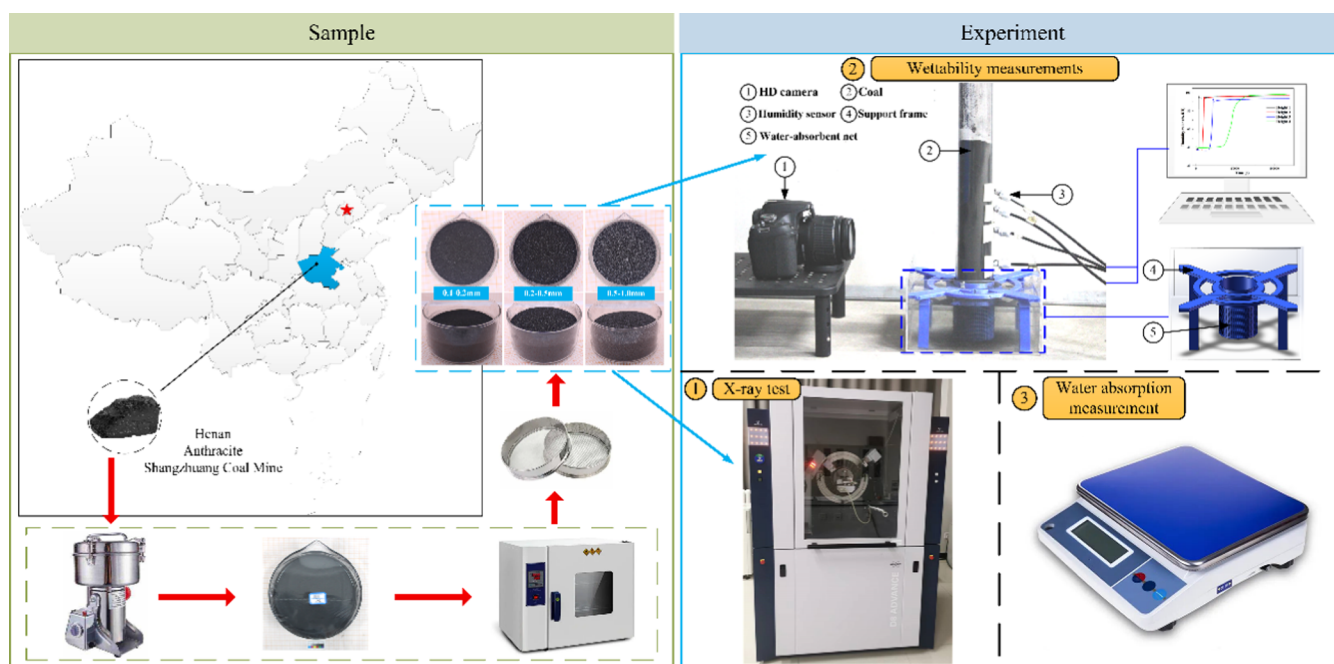 Sample
Experiment
② Wettability measurements
① HD camera ② Coal
③ Humidity sensor ④ Support frame
⑤ Water-absorbent net
①
②
③
④
⑤
0.1-0.2mm
0.2-0.5mm
0.5-1.0mm
Henan
Anthracite
Shangzhuang Coal Mine
① X-ray test
D8 ADVANCE
③ Water absorption
measurement